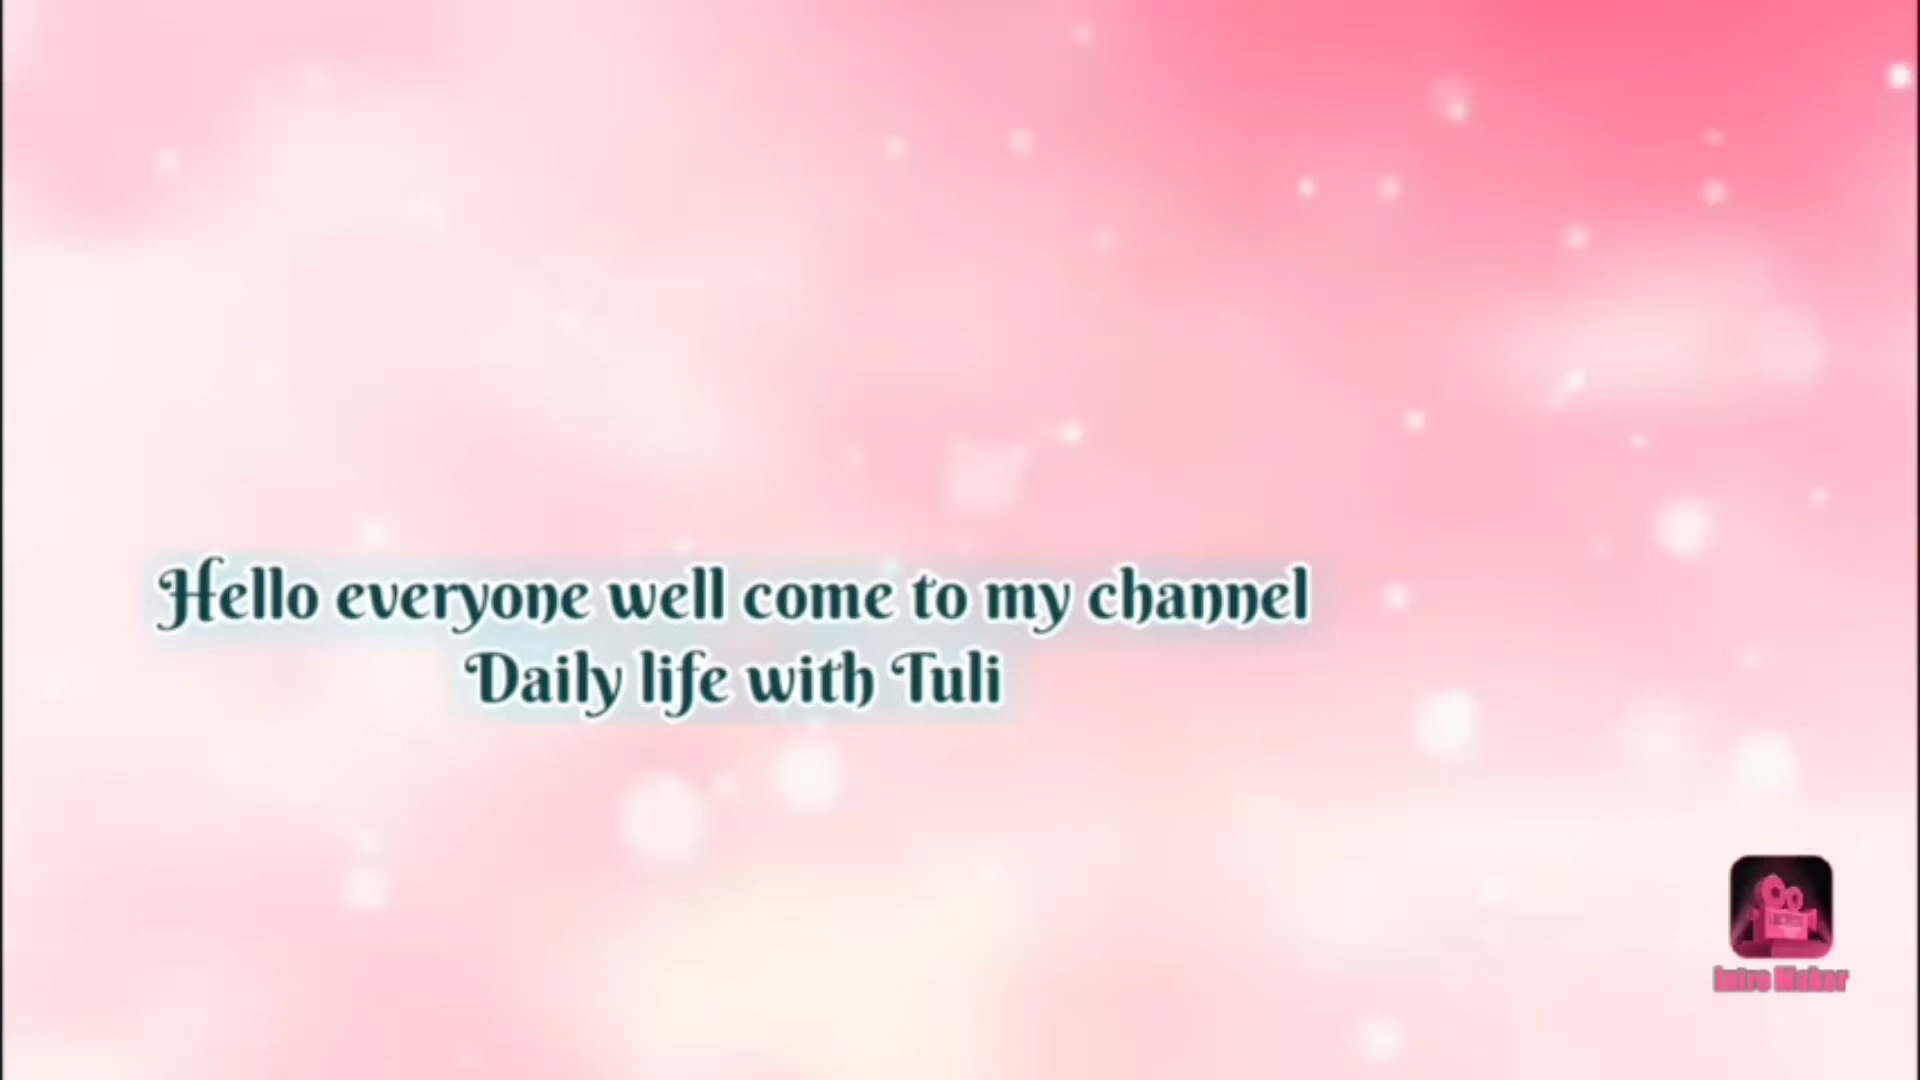 Hello everyone well come to my channel
Daily life with Tuli
Intro Maker